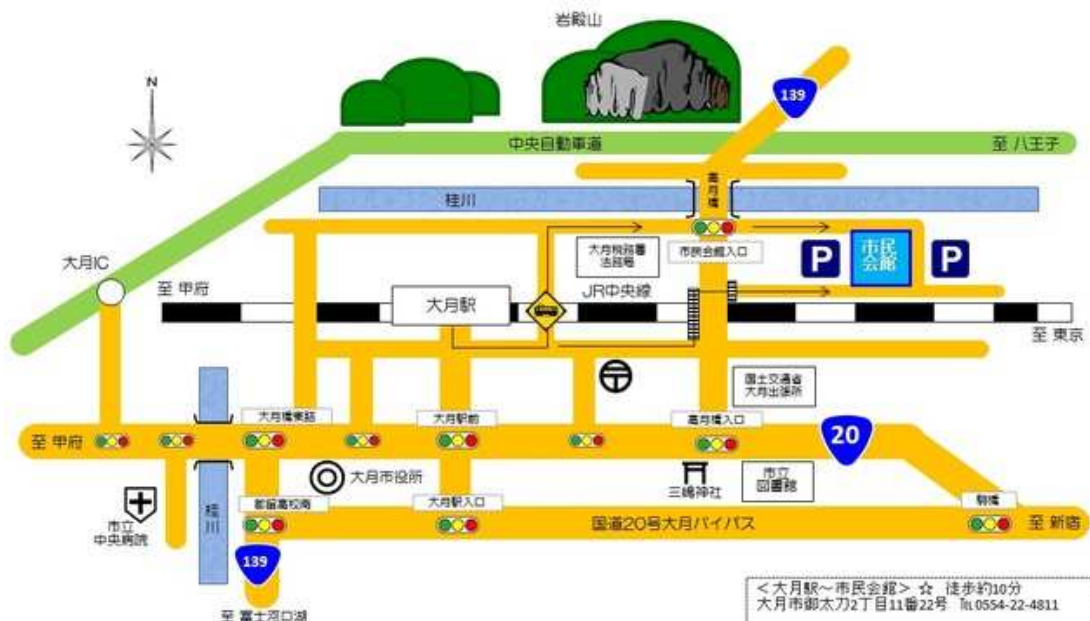 岩殿山
139
N
中央自動車道
至 八王子
高月橋
桂川
大月IC
大月税務署
法務局
市民会館入口
P
市民
会館
P
至 甲府
大月駅
JR中央線
至 東京
国土交通省
大月出張所
大月橋東詰
大月駅前
高月橋入口
至 甲府
20
大月市役所
三嶋神社
市立
図書館
市立
中央病院
桂川
都留高校南
大月駅入口
国道20号大月バイパス
駒橋
至 新宿
139
至 富士河口湖
<大月駅~市民会館> ☆ 徒歩約10分
大月市御太刀2丁目11番22号 ℡0554-22-4811